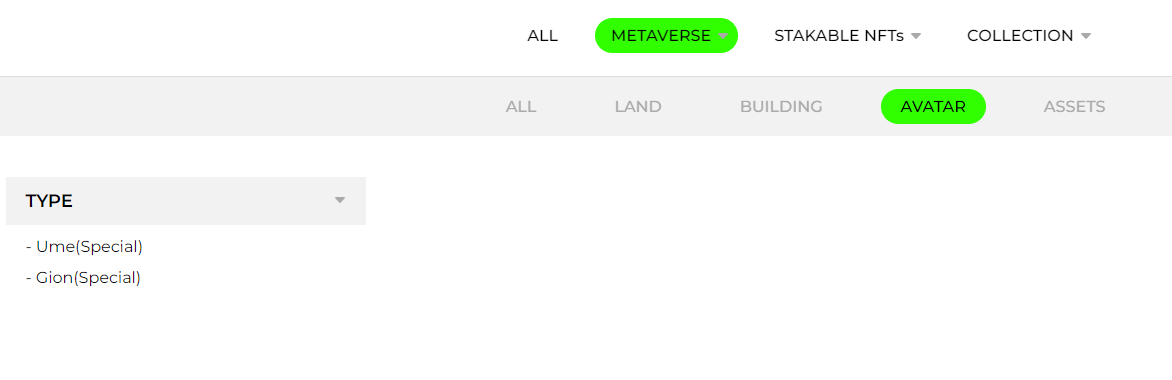 ALL METAVERSE STAKABLE NFTs COLLECTION
ALL LAND BUILDING AVATAR ASSETS
TYPE
- Ume(Special)
- Gion(Special)